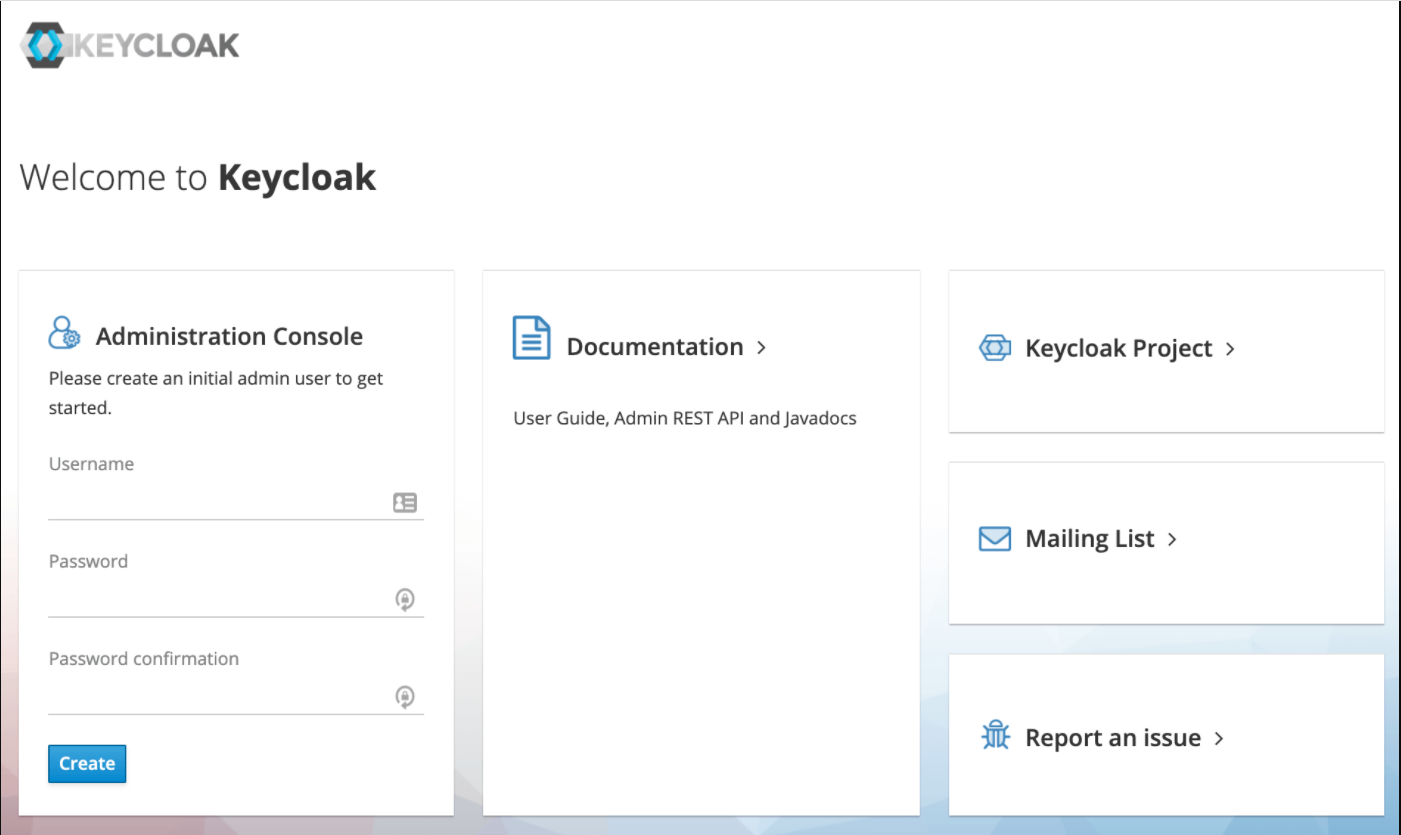 KEYCLOAK
Welcome to Keycloak
Administration Console
Please create an initial admin user to get
started.
Username
Password
Password confirmation
Create
Documentation >
User Guide, Admin REST API and Javadocs
Keycloak Project >
Mailing List >
Report an issue >